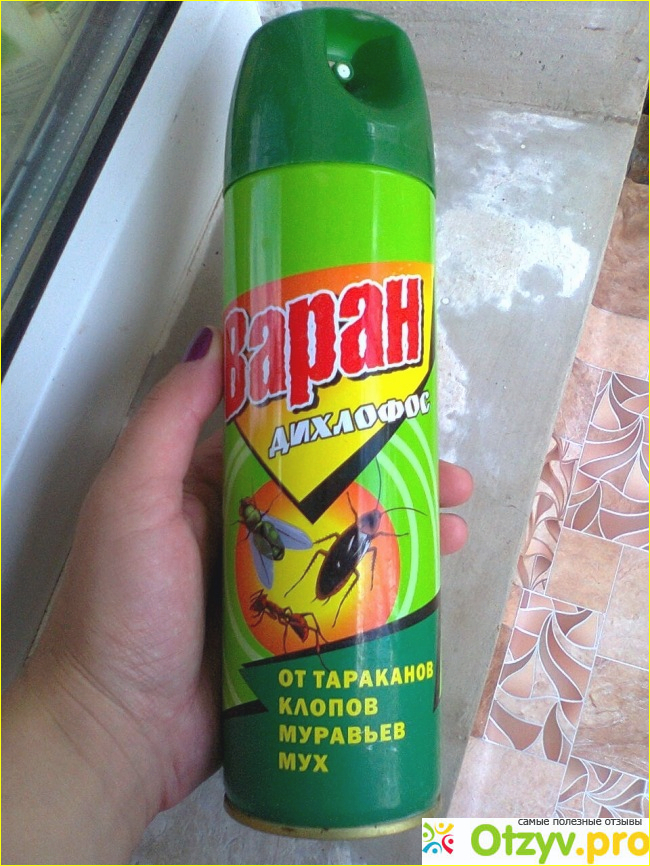 Варан
ДИХЛОФОС
ОТ ТАРАКАНОВ
КЛОПОВ
МУРАВЬЕВ
МУХ
самые полезные отзывы
Otzyv.pro